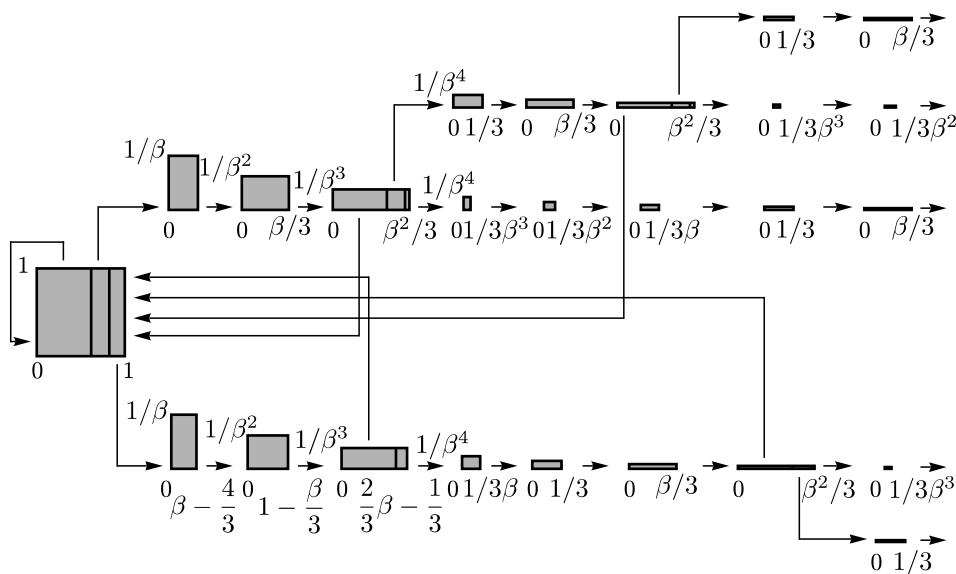 0 1/3 0 β/3
1/β⁴
0 1/3 0 β/3 0 β²/3 0 1/3β³ 0 1/3β²
1/β 1/β² 1/β³ 1/β⁴
0 0 β/3 0 β²/3 0 1/3β³ 0 1/3β² 0 1/3β 0 1/3 0 β/3
1
0 1
1/β 1/β² 1/β³ 1/β⁴
0 β − 4/3 0 1 − β/3 0 2/3 β − 1/3 0 1/3β 0 1/3 0 β/3 0 β²/3 0 1/3β³
0 1/3